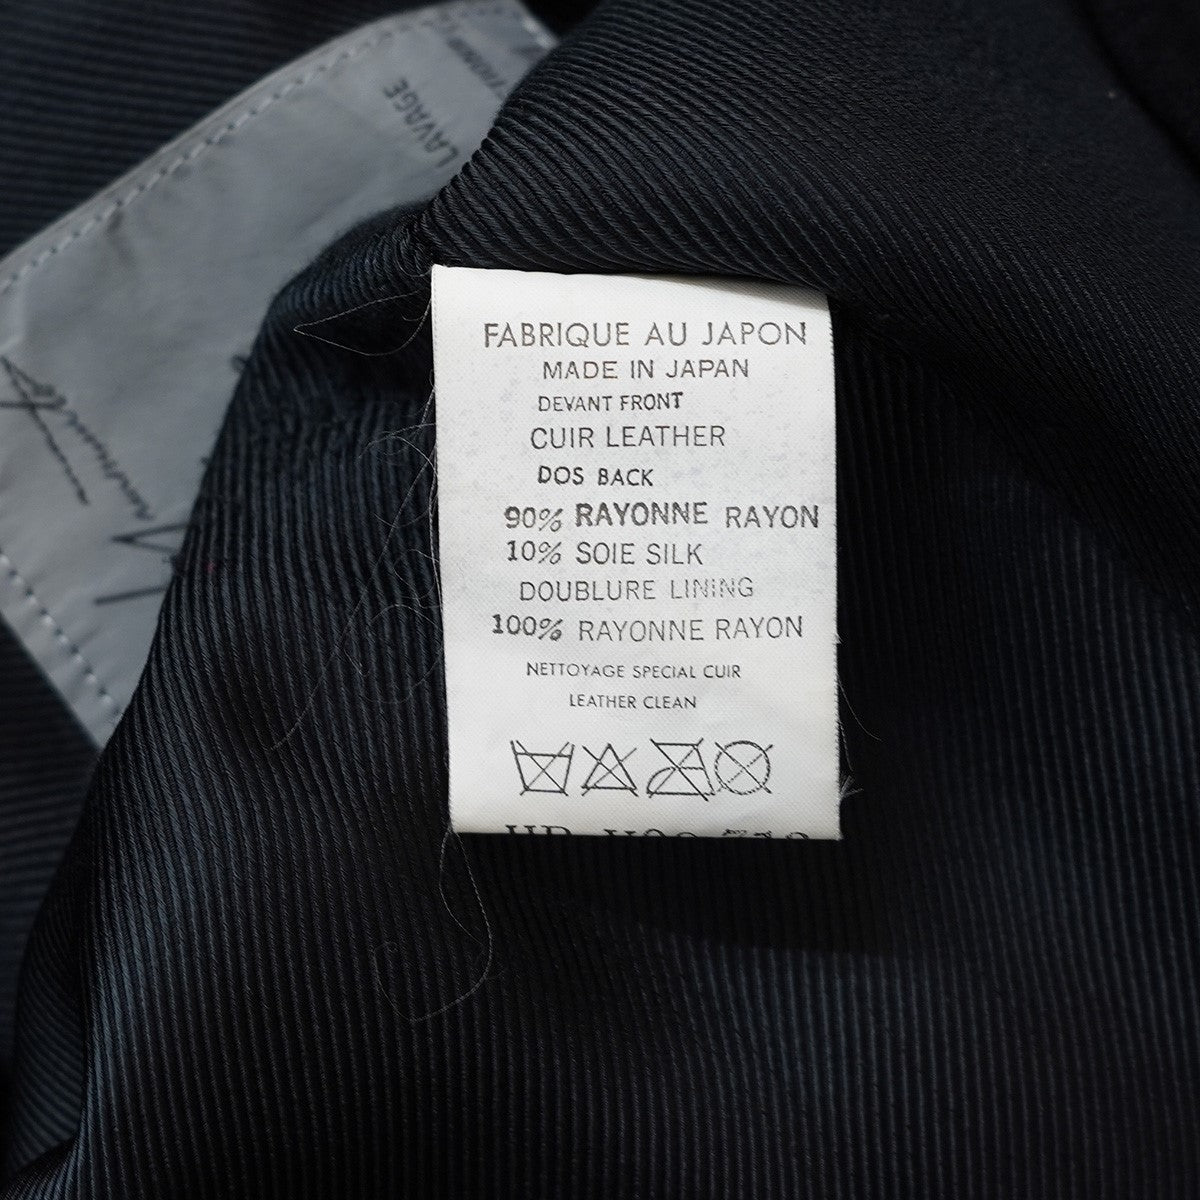 LAVAGE
FABRIQUE AU JAPON
MADE IN JAPAN
DEVANT FRONT
CUIR LEATHER
DOS BACK
90% RAYONNE RAYON
10% SOIE SILK
DOUBLURE LINING
100% RAYONNE RAYON
NETTOYAGE SPECIAL CUIR
LEATHER CLEAN